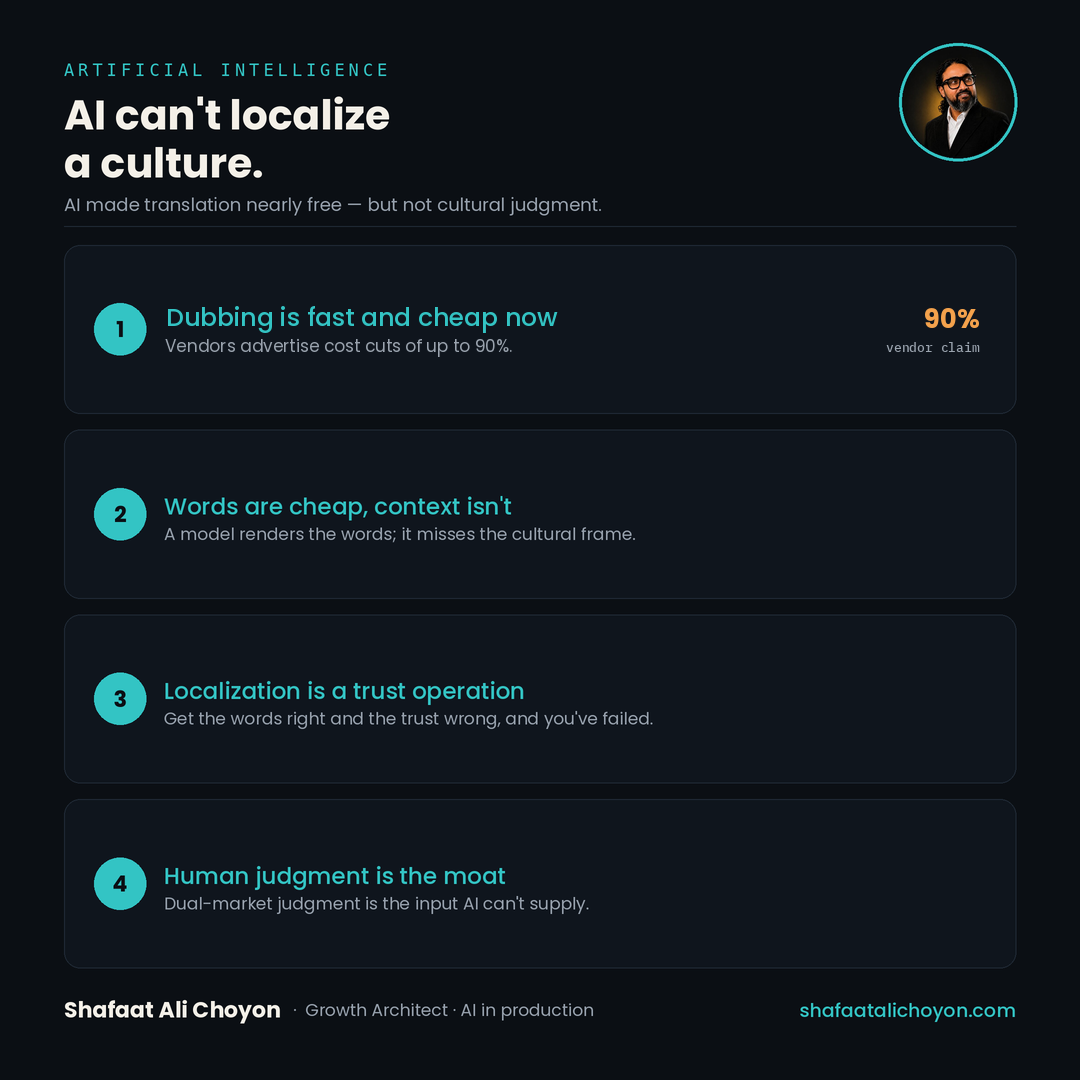 ARTIFICIAL INTELLIGENCE
AI can't localize
a culture.
AI made translation nearly free — but not cultural judgment.
1
Dubbing is fast and cheap now
Vendors advertise cost cuts of up to 90%.
90%
vendor claim
2
Words are cheap, context isn't
A model renders the words; it misses the cultural frame.
3
Localization is a trust operation
Get the words right and the trust wrong, and you've failed.
4
Human judgment is the moat
Dual-market judgment is the input AI can't supply.
Shafaat Ali Choyon · Growth Architect · AI in production
shafaatalichoyon.com